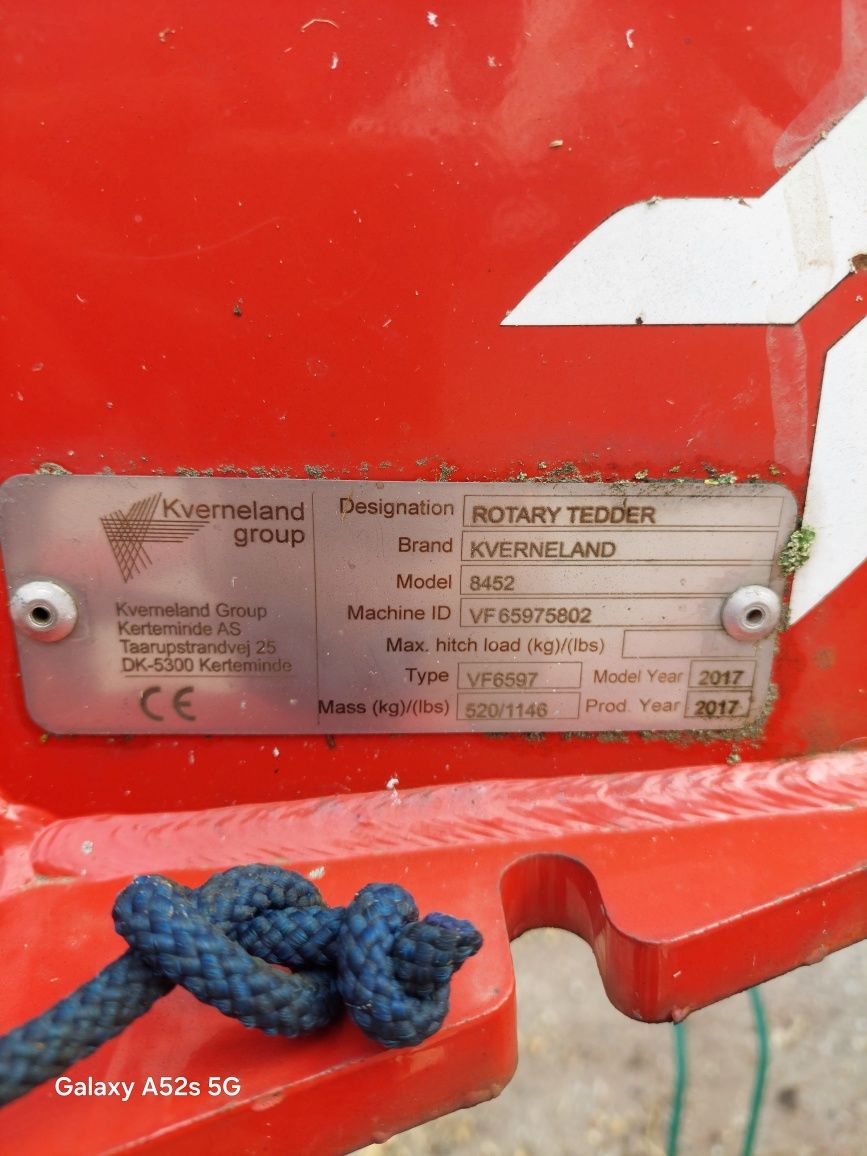 Kverneland
group
Kverneland Group
Kerteminde AS
Taarupstrandvej 25
DK-5300 Kerteminde
CE
Designation ROTARY TEDDER
Brand KVERNELAND
Model 8452
Machine ID VF65975802
Max. hitch load (kg)/(lbs)
Type VF6597 Model Year 2017
Mass (kg)/(lbs) 520/1146 Prod. Year 2017
Galaxy A52s 5G